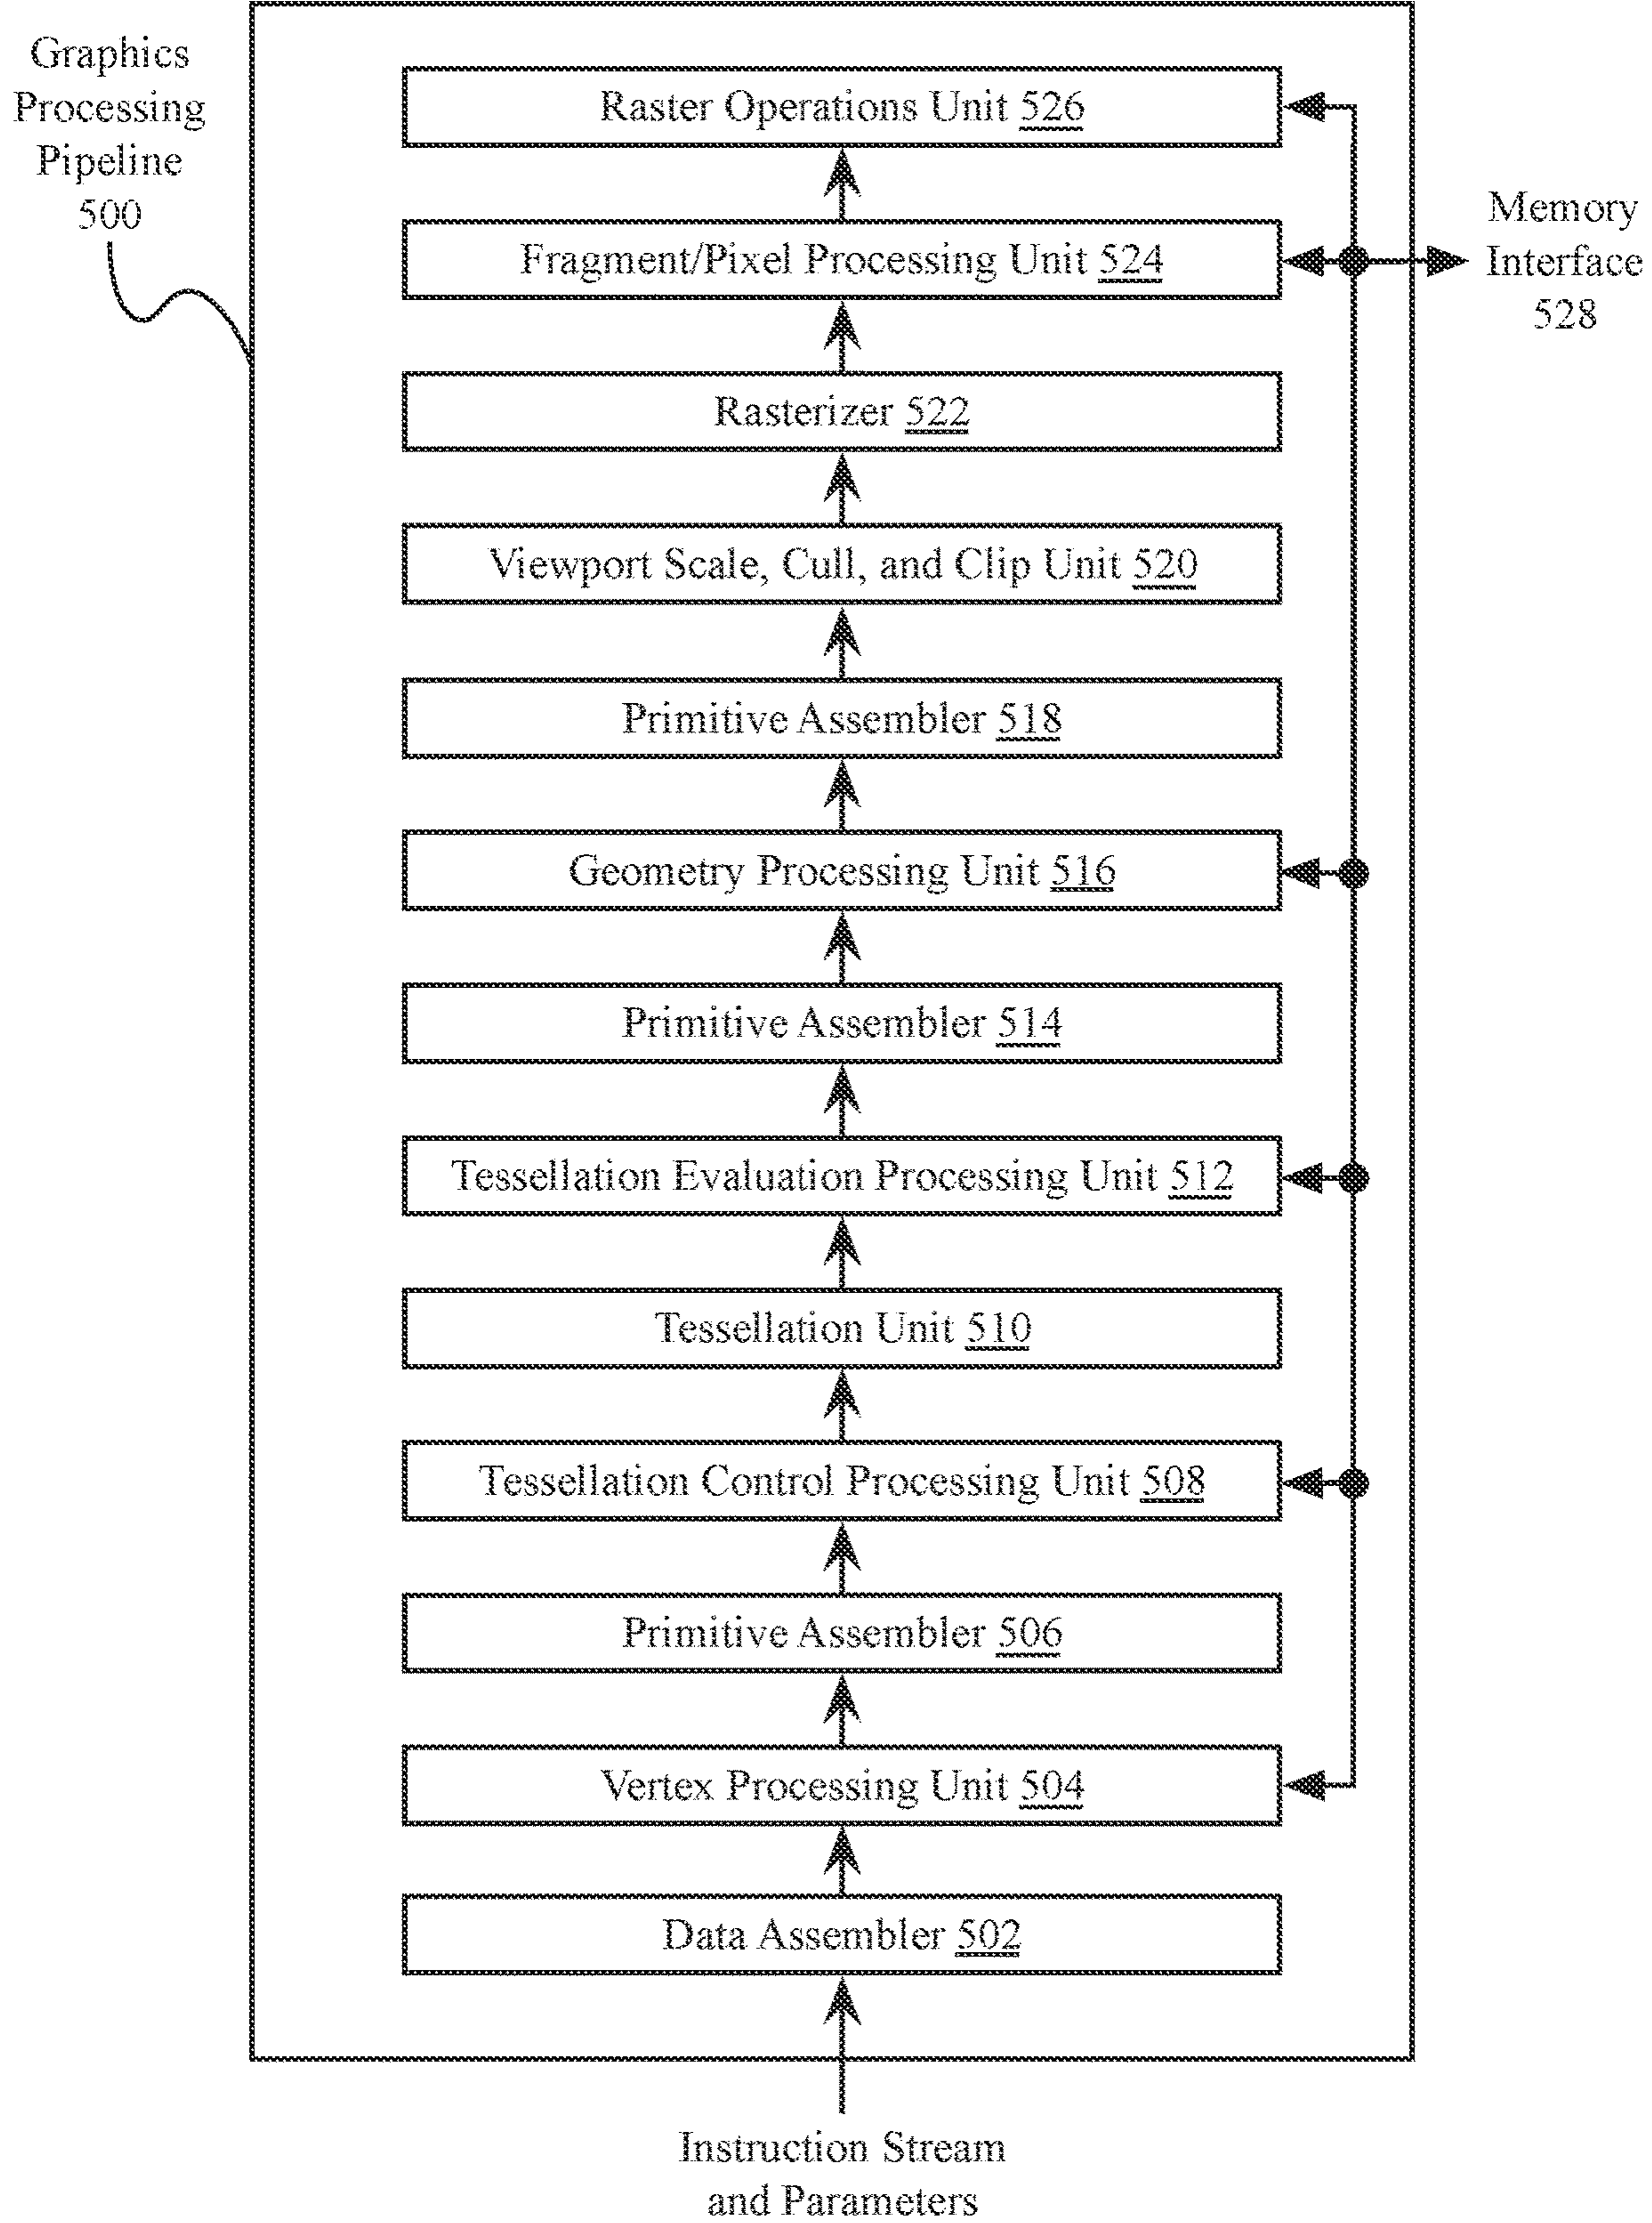 Graphics
Processing
Pipeline
500
Raster Operations Unit 526
Fragment/Pixel Processing Unit 524
Memory
Interface
528
Rasterizer 522
Viewport Scale, Cull, and Clip Unit 520
Primitive Assembler 518
Geometry Processing Unit 516
Primitive Assembler 514
Tessellation Evaluation Processing Unit 512
Tessellation Unit 510
Tessellation Control Processing Unit 508
Primitive Assembler 506
Vertex Processing Unit 504
Data Assembler 502
Instruction Stream
and Parameters